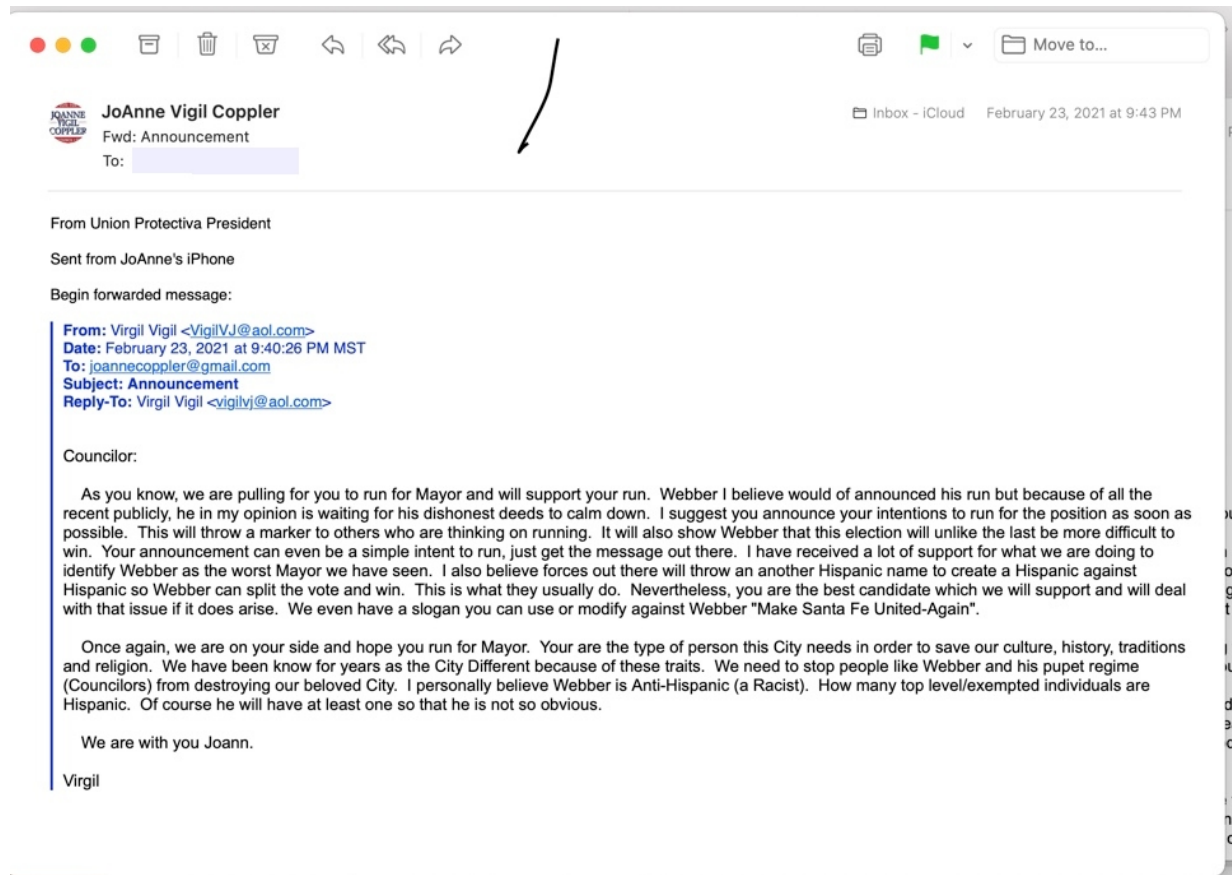 Move to...
JOANNE
VIGIL
COPPLER
JoAnne Vigil Coppler
Inbox - iCloud February 23, 2021 at 9:43 PM
Fwd: Announcement
To:
From Union Protectiva President
Sent from JoAnne's iPhone
Begin forwarded message:
From: Virgil Vigil <VigilVJ@aol.com>
Date: February 23, 2021 at 9:40:26 PM MST
To: joannecoppler@gmail.com
Subject: Announcement
Reply-To: Virgil Vigil <vigilvj@aol.com>
Councilor:
As you know, we are pulling for you to run for Mayor and will support your run. Webber I believe would of announced his run but because of all the
recent publicly, he in my opinion is waiting for his dishonest deeds to calm down. I suggest you announce your intentions to run for the position as soon as
possible. This will throw a marker to others who are thinking on running. It will also show Webber that this election will unlike the last be more difficult to
win. Your announcement can even be a simple intent to run, just get the message out there. I have received a lot of support for what we are doing to
identify Webber as the worst Mayor we have seen. I also believe forces out there will throw an another Hispanic name to create a Hispanic against
Hispanic so Webber can split the vote and win. This is what they usually do. Nevertheless, you are the best candidate which we will support and will deal
with that issue if it does arise. We even have a slogan you can use or modify against Webber "Make Santa Fe United-Again".
Once again, we are on your side and hope you run for Mayor. Your are the type of person this City needs in order to save our culture, history, traditions
and religion. We have been know for years as the City Different because of these traits. We need to stop people like Webber and his pupet regime
(Councilors) from destroying our beloved City. I personally believe Webber is Anti-Hispanic (a Racist). How many top level/exempted individuals are
Hispanic. Of course he will have at least one so that he is not so obvious.
We are with you Joann.
Virgil